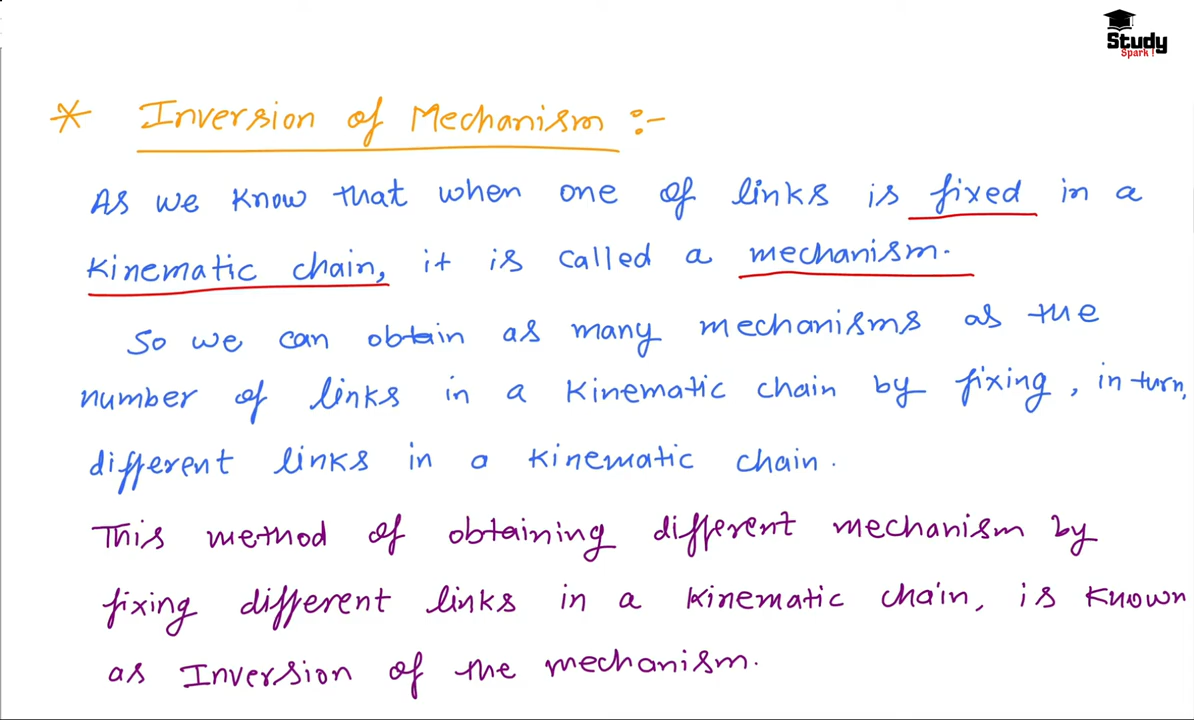 Study
Spark !
* Inversion of Mechanism :-
As we know that when one of links is fixed in a
kinematic chain, it is called a mechanism.
So we can obtain as many mechanisms as the
number of links in a kinematic chain by fixing, in turn,
different links in a kinematic chain.
This method of obtaining different mechanism by
fixing different links in a kinematic chain, is known
as Inversion of the mechanism.